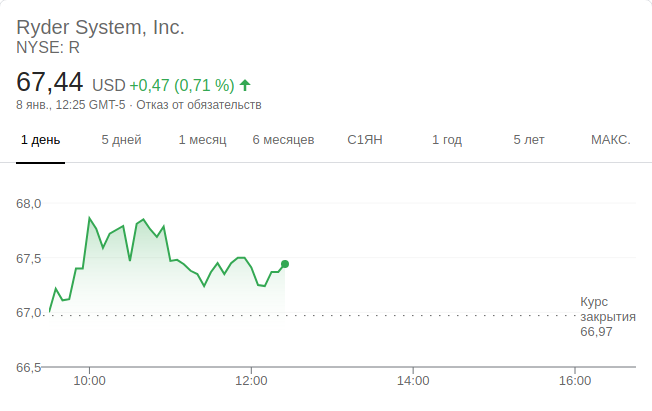 Ryder System, Inc.
NYSE: R
67,44 USD +0,47 (0,71 %)
8 янв., 12:25 GMT-5 · Отказ от обязательств
1 день 5 дней 1 месяц 6 месяцев С1ЯН 1 год 5 лет МАКС.
68,0
67,5
67,0
66,5
Курс
закрытия
66,97
10:00 12:00 14:00 16:00